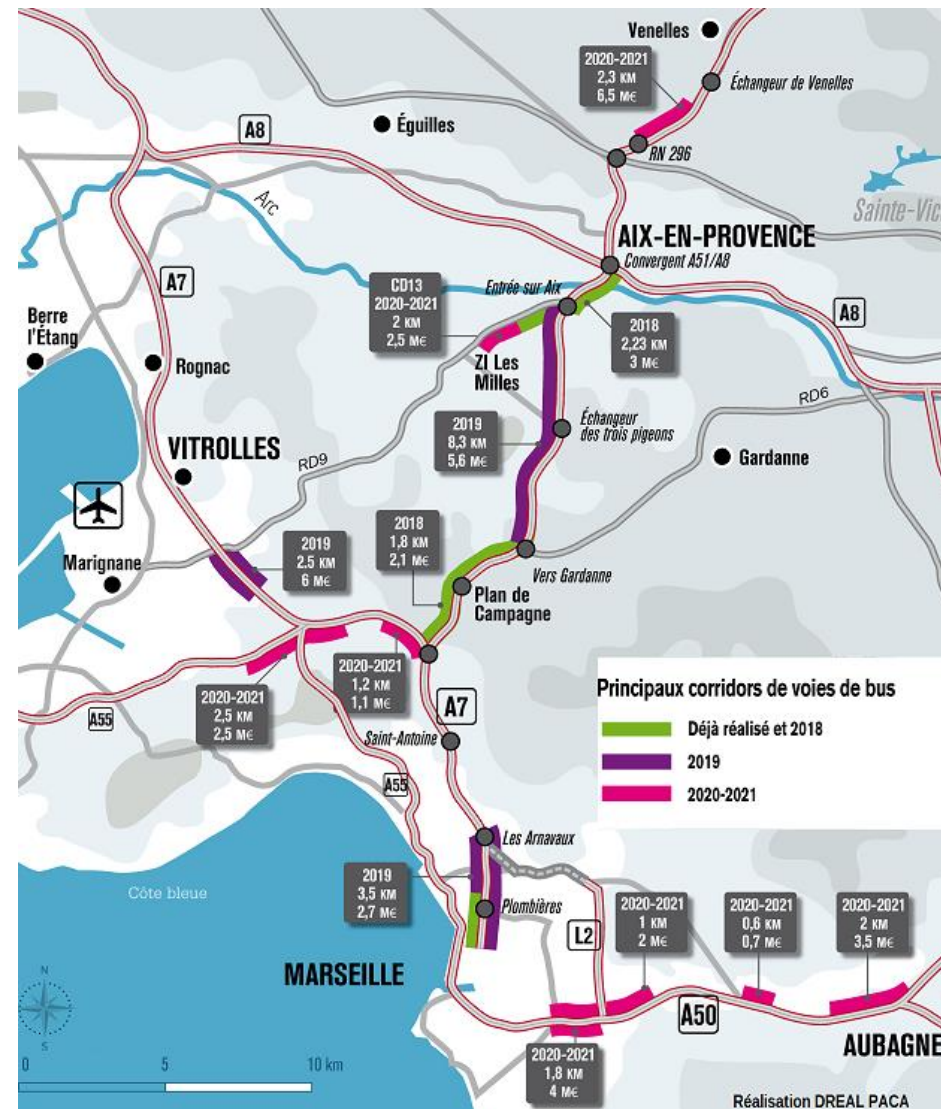 Venelles
2020-2021
2,3 KM
6,5 M€
Échangeur de Venelles
A8
Éguilles
RN 296
Arc
Sainte-Vic
AIX-EN-PROVENCE
Convergent A51/A8
A7
CD13
2020-2021
2 KM
2,5 M€
Entrée sur Aix
Berre
l'Étang
Rognac
2018
2,23 KM
3 M€
A8
ZI Les
Milles
RD6
2019
8,3 KM
5,6 M€
Échangeur
des trois pigeons
VITROLLES
RD9
Gardanne
2018
1,8 KM
2,1 M€
Marignane
2019
2.5 KM
6 M€
Vers Gardanne
Plan de
Campagne
2020-2021
1,2 KM
1,1 M€
2020-2021
2,5 KM
2,5 M€
A55
A7
Saint-Antoine
A55
Principaux corridors de voies de bus
Déjà réalisé et 2018
2019
2020-2021
Les Arnavaux
Côte bleue
2019
3,5 KM
2,7 M€
Plombières
L2
2020-2021
1 KM
2 M€
2020-2021
0,6 KM
0,7 M€
2020-2021
2 KM
3,5 M€
MARSEILLE
A50
AUBAGNE
N
S
2020-2021
1,8 KM
4 M€
0 5 10 km
Réalisation DREAL PACA